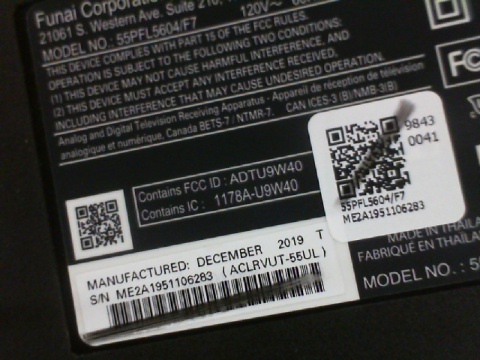 Funai Corporation
21061 S. Western Ave. Suite 210,
MODEL NO.: 55PFL5604/F7 120V~
THIS DEVICE COMPLIES WITH PART 15 OF THE FCC RULES.
OPERATION IS SUBJECT TO THE FOLLOWING TWO CONDITIONS:
(1) THIS DEVICE MAY NOT CAUSE HARMFUL INTERFERENCE.
(2) THIS DEVICE MUST ACCEPT ANY INTERFERENCE RECEIVED,
INCLUDING INTERFERENCE THAT MAY CAUSE UNDESIRED OPERATION.
Analog and Digital Television Receiving Apparatus - Appareil de réception de télévision
analogique et numérique, Canada BETS-7 / NTMR-7. CAN ICES-3 (B)/NMB-3(B)
FC
9843
0041
55PFL5604/F7
ME2A1951106283
Contains FCC ID : ADTU9W40
Contains IC : 1178A-U9W40
MADE IN THAILAND
FABRIQUÉ EN THAÏLA
MANUFACTURED: DECEMBER 2019 T
S/N ME2A1951106283 (ACLRVUT-55UL)
MODEL NO.: